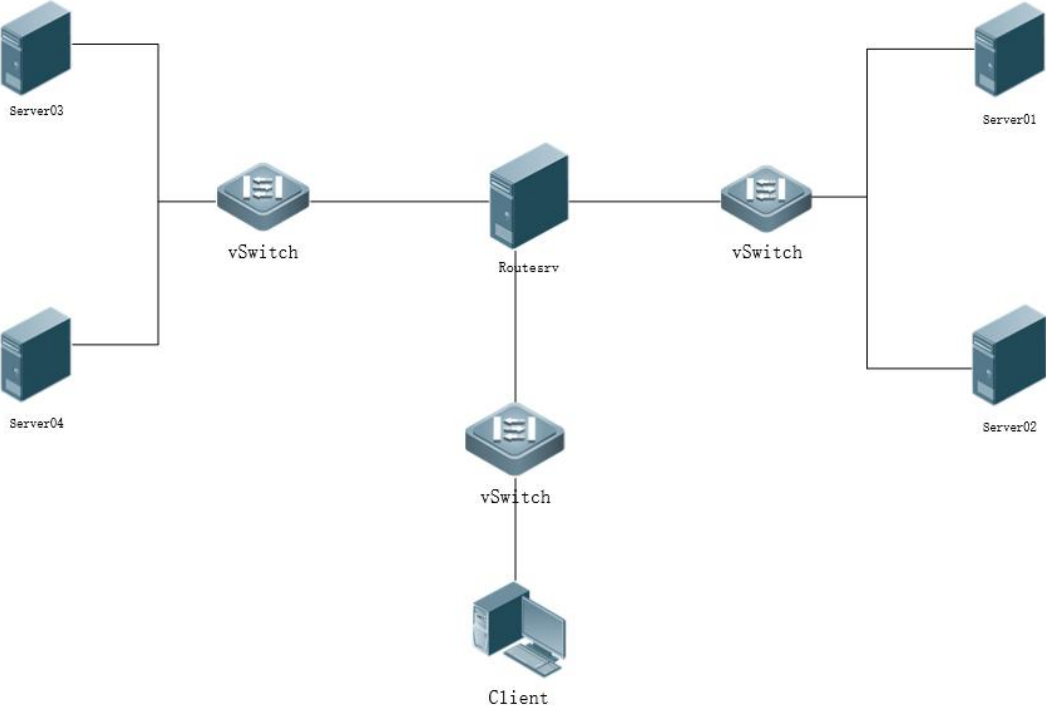 Server03
Server01
vSwitch
vSwitch
Routesrv
Server04
Server02
vSwitch
Client